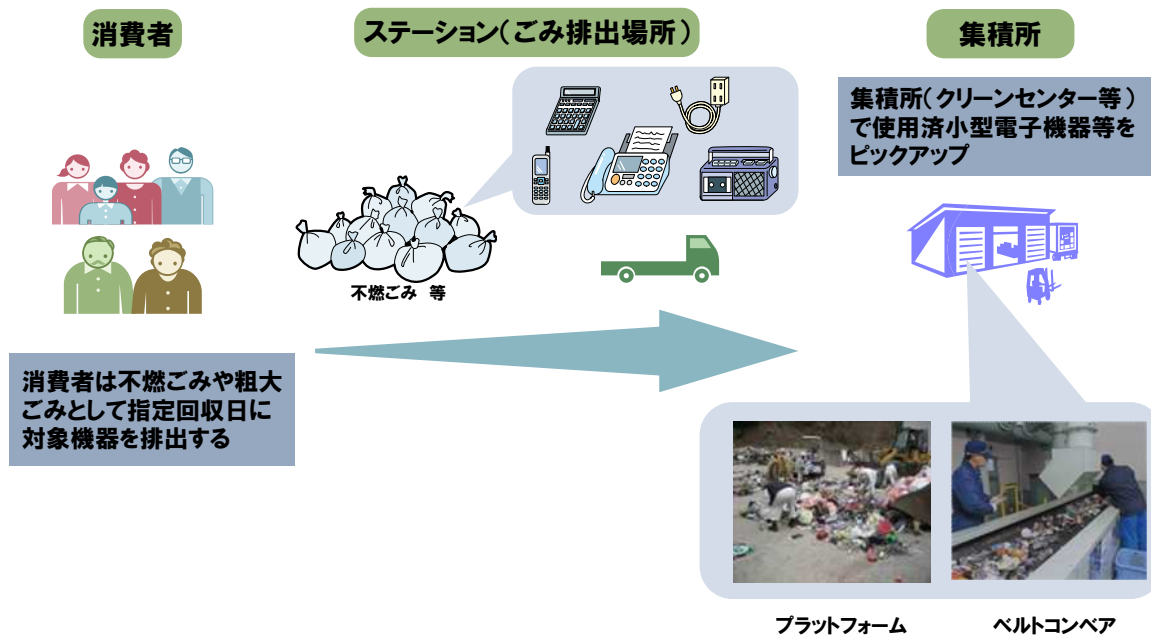 消費者
ステーション(ごみ排出場所)
集積所
集積所(クリーンセンター等)
で使用済小型電子機器等を
ピックアップ
不燃ごみ 等
消費者は不燃ごみや粗大
ごみとして指定回収日に
対象機器を排出する
プラットフォーム
ベルトコンベア